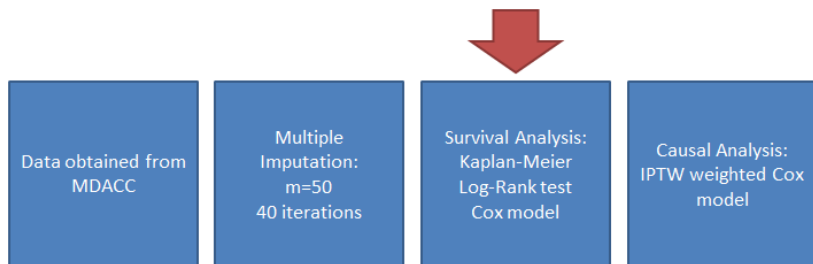 Data obtained from
MDACC
Multiple
Imputation:
m=50
40 iterations
Survival Analysis:
Kaplan-Meier
Log-Rank test
Cox model
Causal Analysis:
IPTW weighted Cox
model